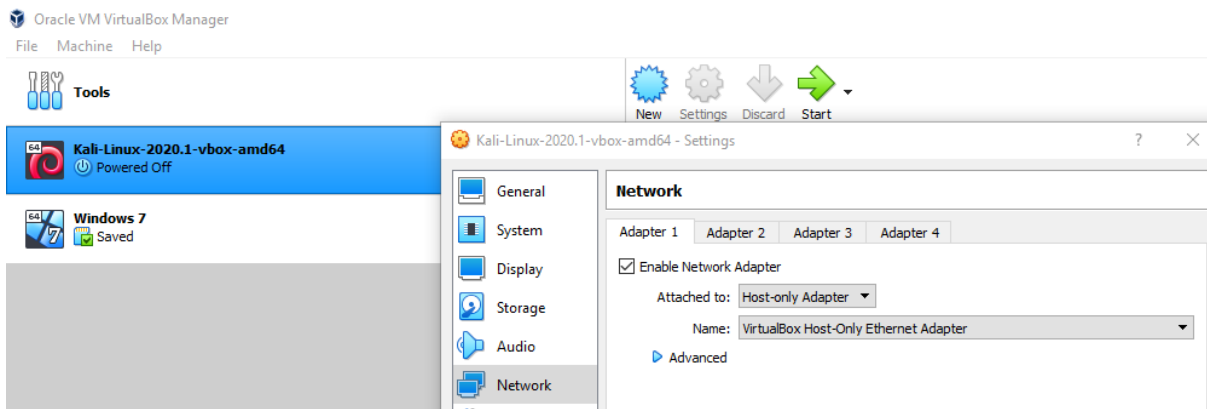 Oracle VM VirtualBox Manager
File Machine Help
Tools
New Settings Discard Start
64
Kali-Linux-2020.1-vbox-amd64
Powered Off
64
7
Windows 7
Saved
Kali-Linux-2020.1-vbox-amd64 - Settings ?
General
System
Display
Storage
Audio
Network
Network
Adapter 1 Adapter 2 Adapter 3 Adapter 4
Enable Network Adapter
Attached to: Host-only Adapter
Name: VirtualBox Host-Only Ethernet Adapter
Advanced